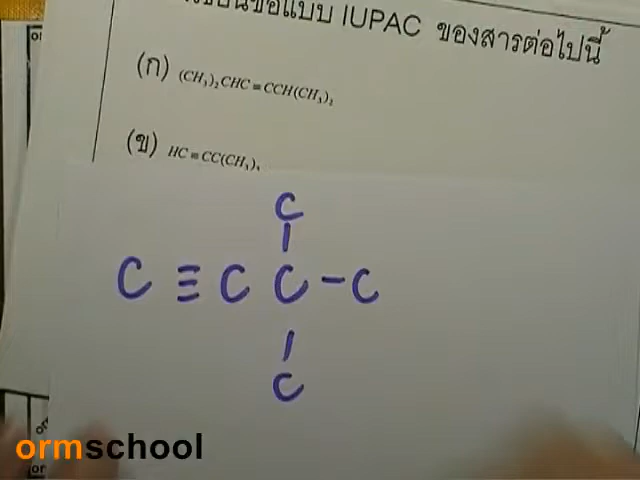 IUPAC ของสารต่อไปนี้
(ก) (CH₃)₂CHC≡CCH(CH₃)₂
(ข) HC≡CC(CH₃)₃
C
C ≡ C C - C
C
ormschool